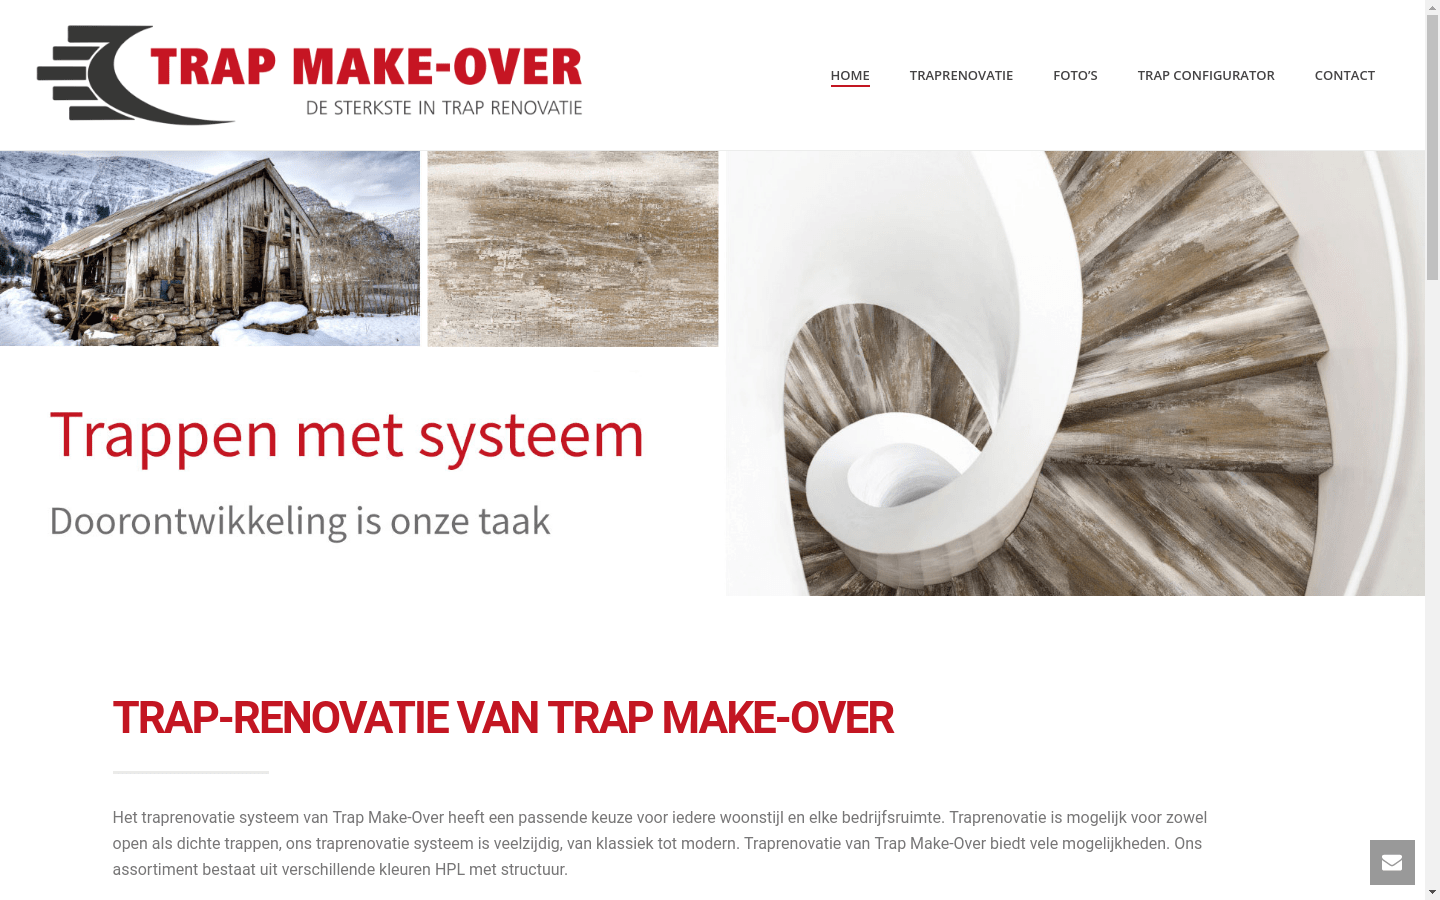 TRAP MAKE-OVER
DE STERKSTE IN TRAP RENOVATIE
HOME
TRAPRENOVATIE
FOTO’S
TRAP CONFIGURATOR
CONTACT
Trappen met systeem
Doorontwikkeling is onze taak
TRAP-RENOVATIE VAN TRAP MAKE-OVER
Het traprenovatie systeem van Trap Make-Over heeft een passende keuze voor iedere woonstijl en elke bedrijfsruimte. Traprenovatie is mogelijk voor zowel
open als dichte trappen, ons traprenovatie systeem is veelzijdig, van klassiek tot modern. Traprenovatie van Trap Make-Over biedt vele mogelijkheden. Ons
assortiment bestaat uit verschillende kleuren HPL met structuur.